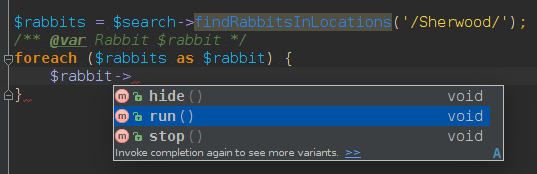 $rabbits = $search->findRabbitsInLocations('/Sherwood/');
/** @var Rabbit $rabbit */
foreach ($rabbits as $rabbit) {
    $rabbit->
m hide() void
m run() void
m stop() void
}
Invoke completion again to see more variants. >> A